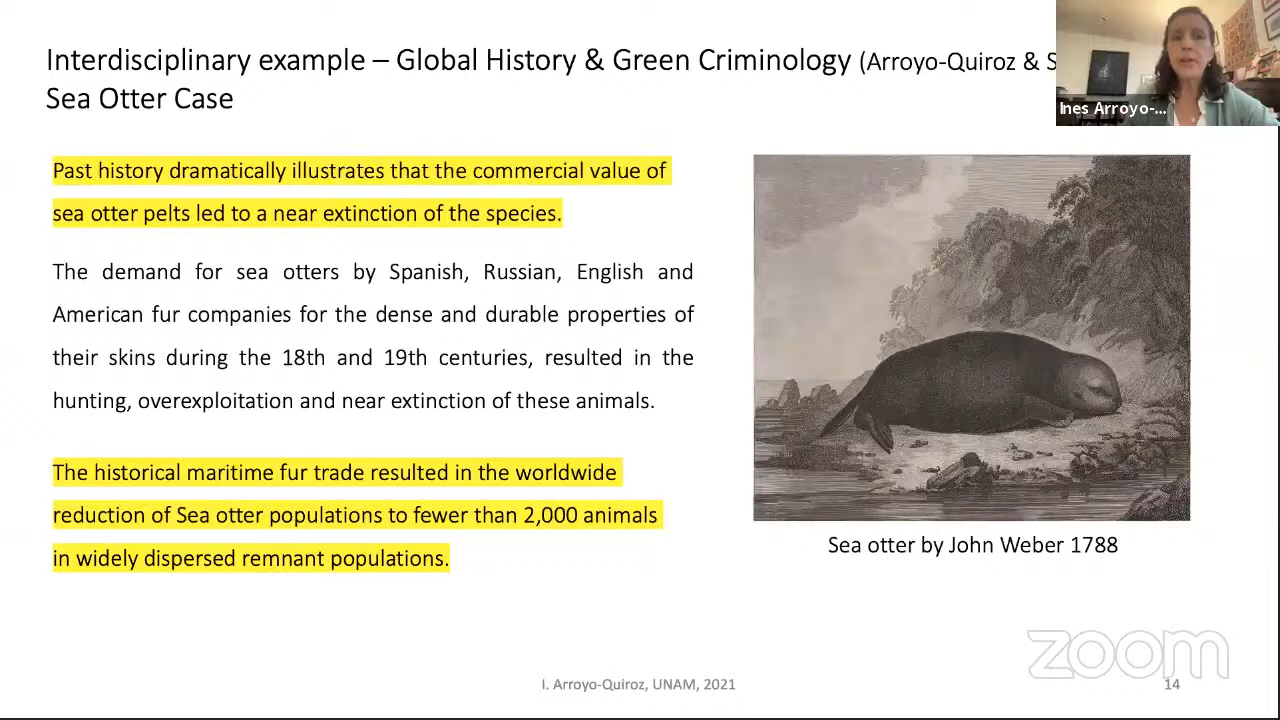 Interdisciplinary example – Global History & Green Criminology (Arroyo-Quiroz & S
Sea Otter Case
Ines Arroyo-...
Past history dramatically illustrates that the commercial value of
sea otter pelts led to a near extinction of the species.
The demand for sea otters by Spanish, Russian, English and
American fur companies for the dense and durable properties of
their skins during the 18th and 19th centuries, resulted in the
hunting, overexploitation and near extinction of these animals.
The historical maritime fur trade resulted in the worldwide
reduction of Sea otter populations to fewer than 2,000 animals
in widely dispersed remnant populations.
Sea otter by John Weber 1788
zoom
I. Arroyo-Quiroz, UNAM, 2021
14